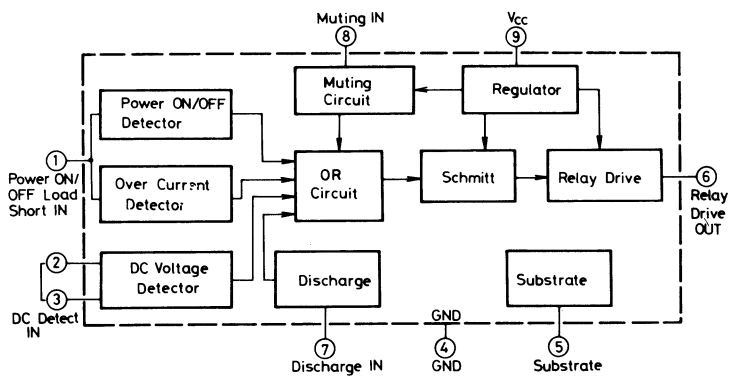 Muting IN
8
Vcc
9
Power ON/OFF
Detector
Muting
Circuit
Regulator
1
Power ON/
OFF Load
Short IN
Over Current
Detector
OR
Circuit
Schmitt
Relay Drive
6
Relay
Drive
OUT
2
3
DC Detect
IN
DC Voltage
Detector
Discharge
Substrate
GND
7
Discharge IN
4
GND
5
Substrate